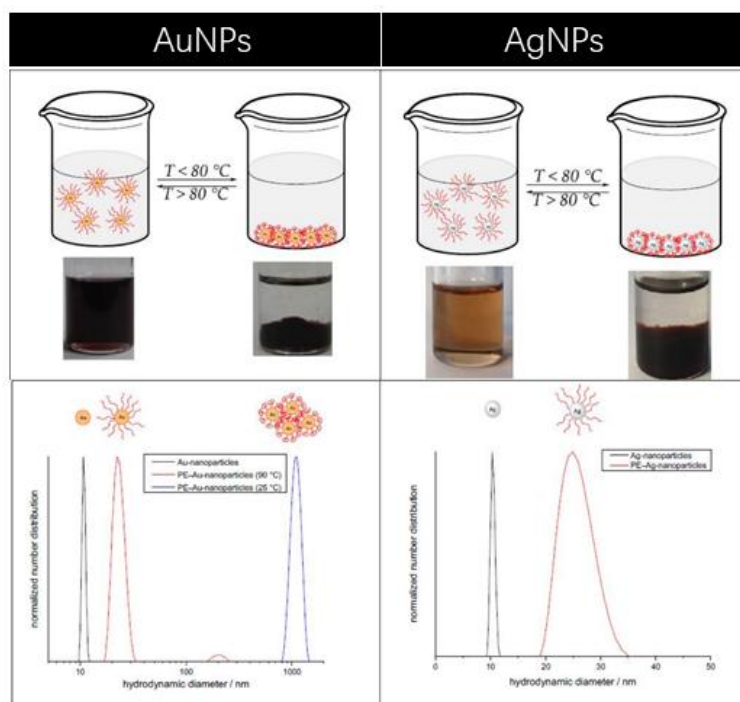 AuNPs
AgNPs
T < 80 °C
T > 80 °C
T < 80 °C
T > 80 °C
Au-nanoparticles
PE-Au-nanoparticles (90 °C)
PE-Au-nanoparticles (25 °C)
normalized number distribution
10
100
1000
hydrodynamic diameter / nm
Ag-nanoparticles
PE-Ag-nanoparticles
normalized number distribution
0
10
20
30
40
50
hydrodynamic diameter / nm